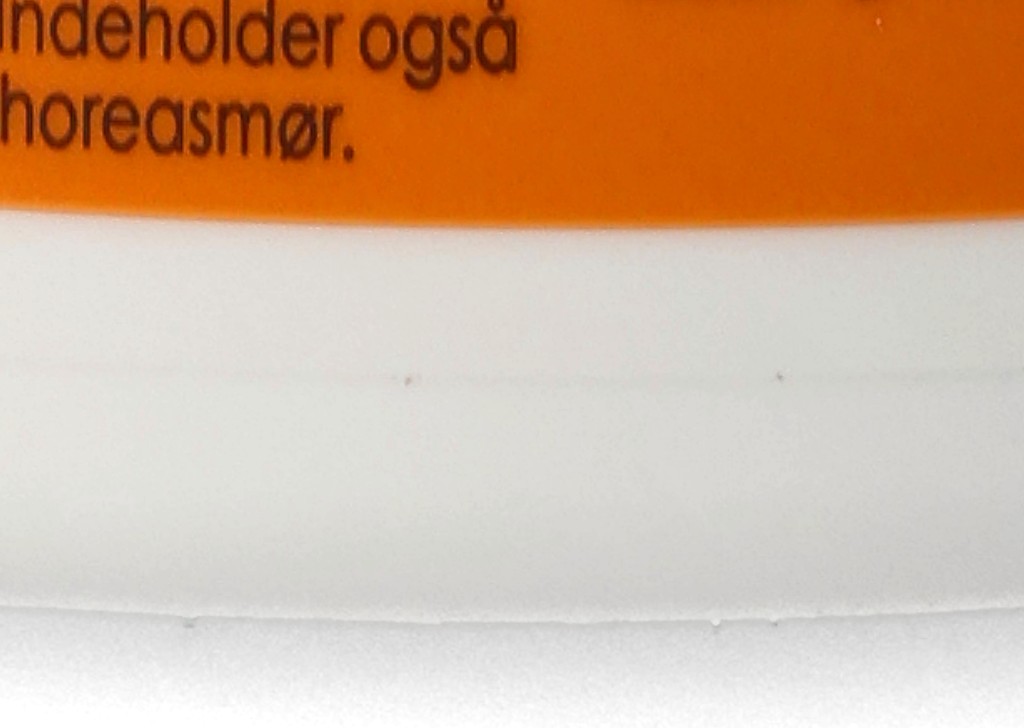 indeholder også
horeasmør.